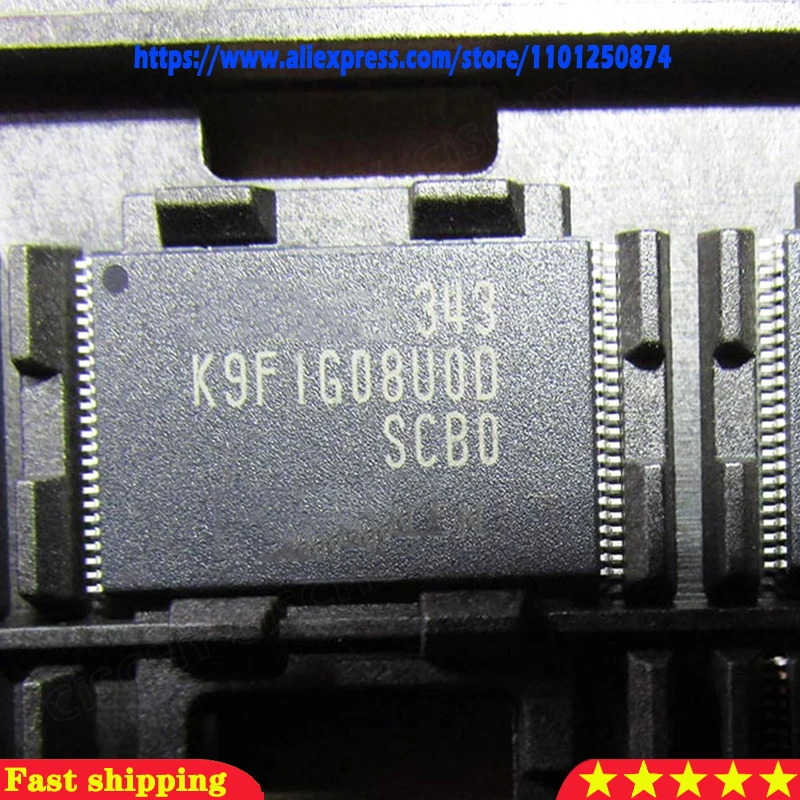 https://www.aliexpress.com/store/1101250874
343
K9F1G08U0D
SCB0
Fast shipping